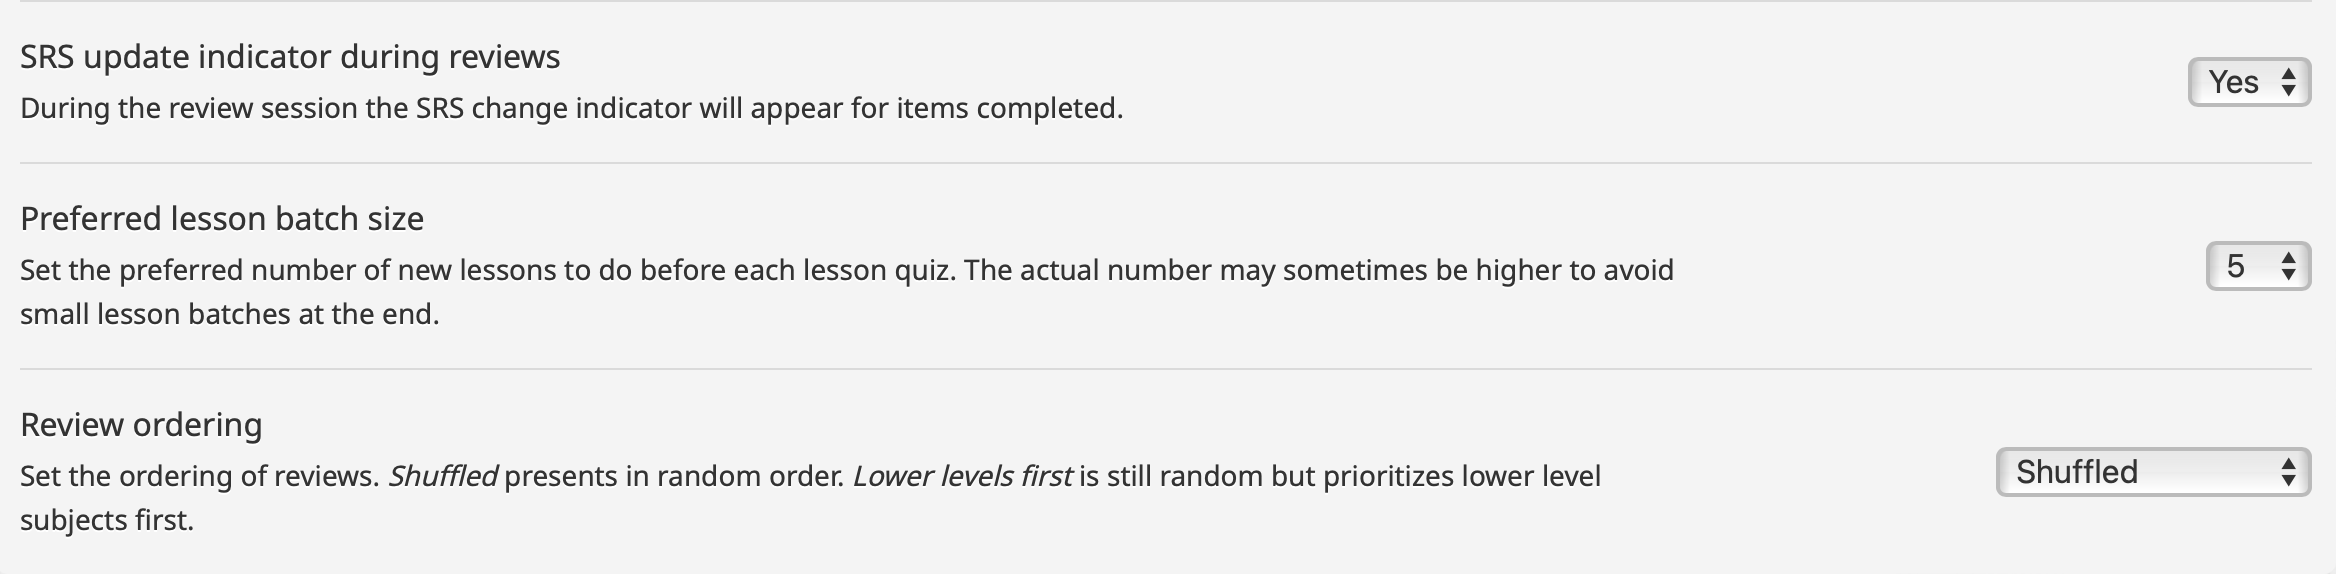 SRS update indicator during reviews
During the review session the SRS change indicator will appear for items completed.
Yes
Preferred lesson batch size
Set the preferred number of new lessons to do before each lesson quiz. The actual number may sometimes be higher to avoid
small lesson batches at the end.
5
Review ordering
Set the ordering of reviews. Shuffled presents in random order. Lower levels first is still random but prioritizes lower level
subjects first.
Shuffled